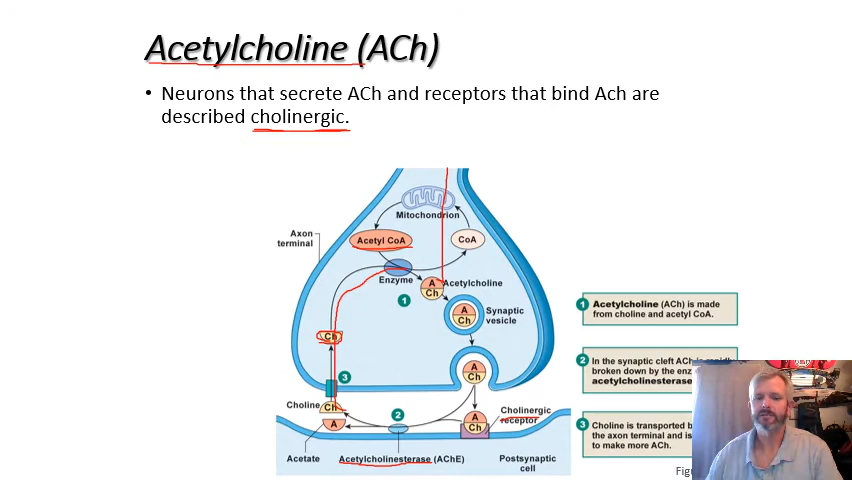 Acetylcholine (ACh)
• Neurons that secrete ACh and receptors that bind Ach are
described cholinergic.
Mitochondrion
Axon
terminal
Acetyl CoA
CoA
Enzyme
A
Ch
Acetylcholine
1
A
Ch
Synaptic
vesicle
Ch
A
Ch
3
Choline
Ch
A
2
A
Ch
Cholinergic
receptor
Acetate
Acetylcholinesterase (AChE)
Postsynaptic
cell
1 Acetylcholine (ACh) is made
from choline and acetyl CoA.
2 In the synaptic cleft ACh is rapidly
broken down by the
acetylcholinesterase
3 Choline is transported
the axon terminal and is
to make more ACh.